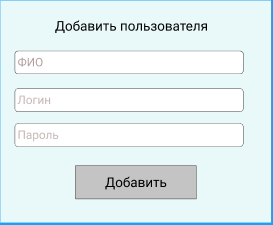 Добавить пользователя
ФИО
Логин
Пароль
Добавить